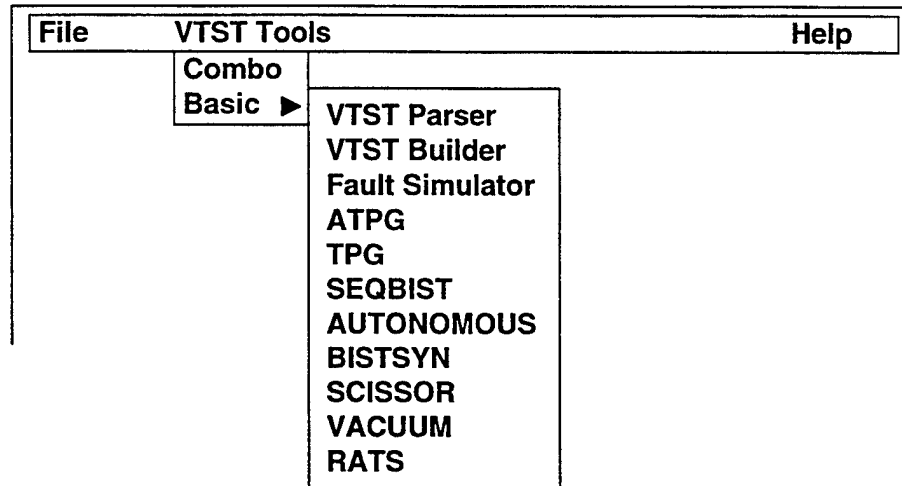 File VTST Tools Help
Combo
Basic ▶
VTST Parser
VTST Builder
Fault Simulator
ATPG
TPG
SEQBIST
AUTONOMOUS
BISTSYN
SCISSOR
VACUUM
RATS